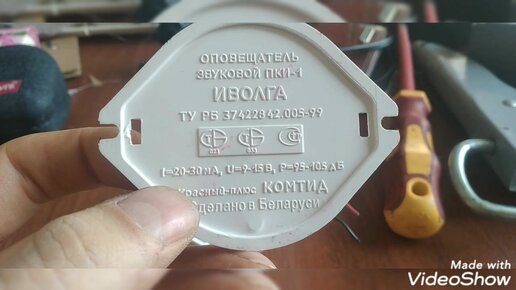 ОПОВЕЩАТЕЛЬ
ЗВУКОВОЙ ПКИ-1
ИВОЛГА
ТУ РБ 37422842.005-99
I=20-30 мА, U=9-15 В, P=95-105 дБ
Красный-плюс КОМТИД
Сделано в Беларуси
Made with
VideoShow